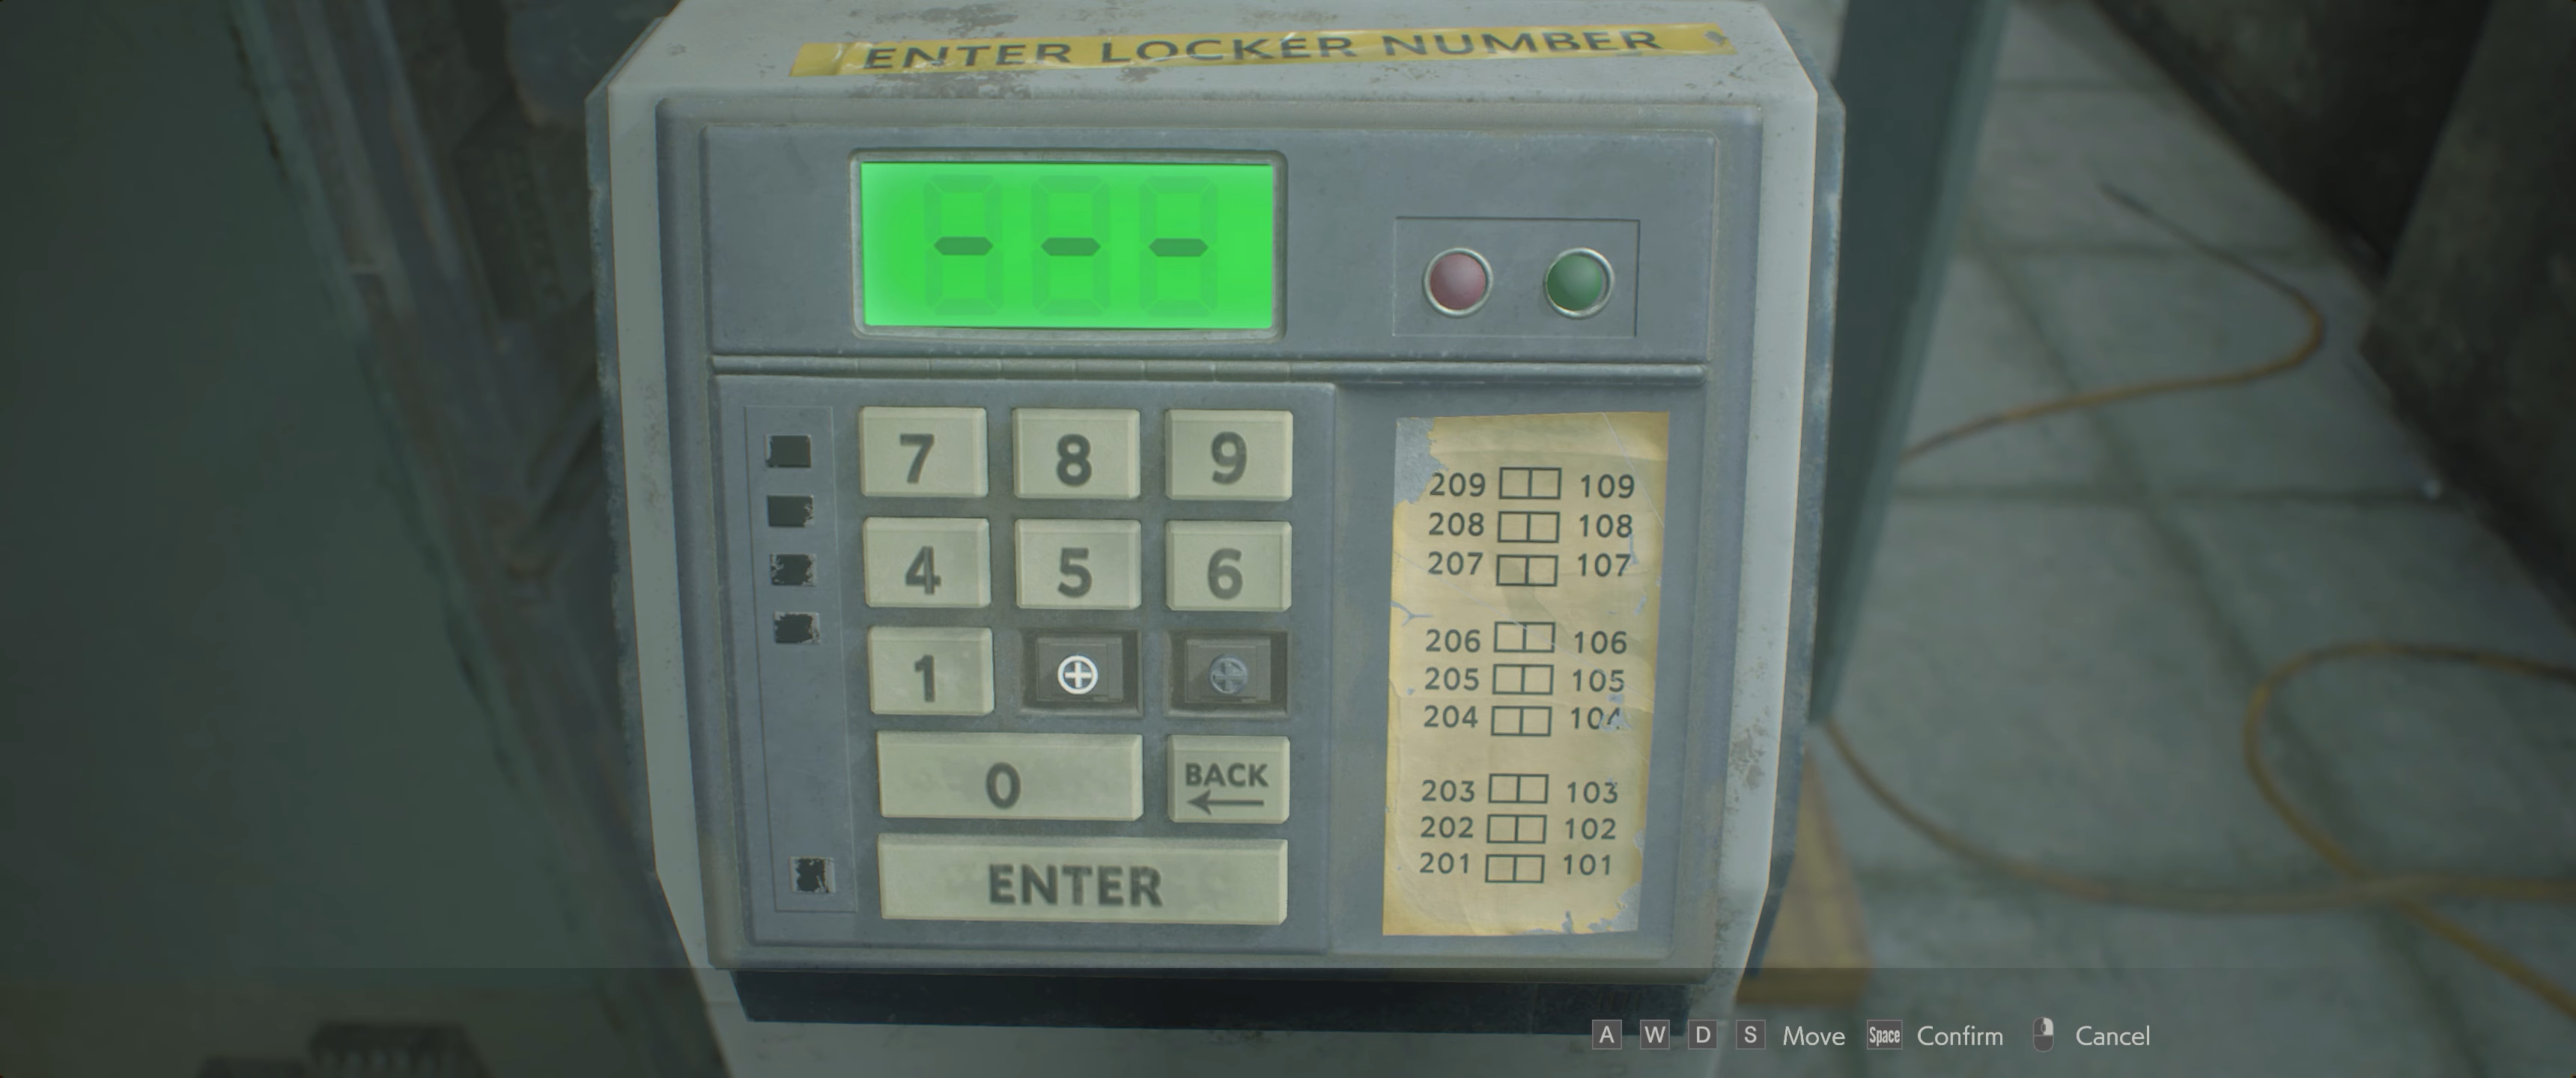 ENTER LOCKER NUMBER
- - -
7 8 9
4 5 6
1
0 BACK
ENTER
209 109
208 108
207 107
206 106
205 105
204 104
203 103
202 102
201 101
A W D S Move Space Confirm Cancel